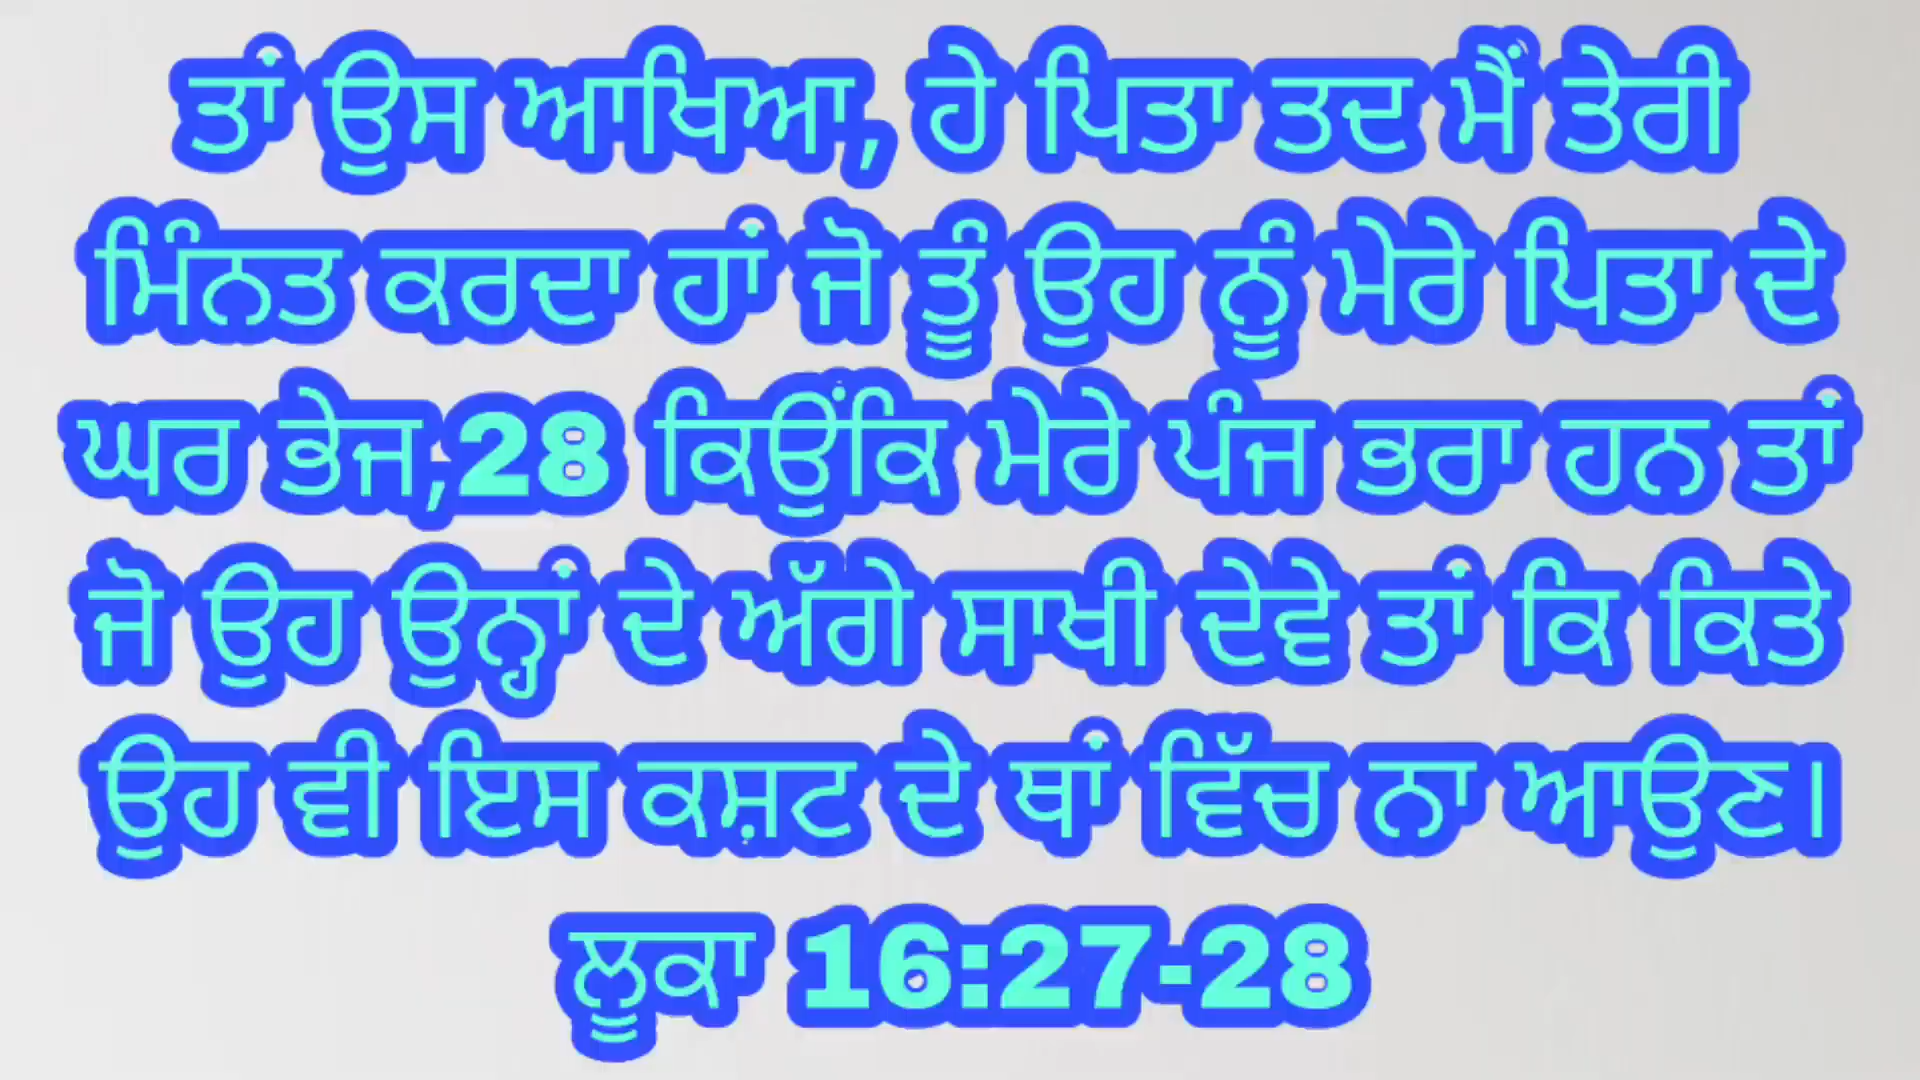 ਤਾਂ ਉਸ ਆਖਿਆ, ਹੇ ਪਿਤਾ ਤਦ ਮੈਂ ਤੇਰੀ
ਮਿੰਨਤ ਕਰਦਾ ਹਾਂ ਜੋ ਤੂੰ ਉਹ ਨੂੰ ਮੇਰੇ ਪਿਤਾ ਦੇ
ਘਰ ਭੇਜ,28 ਕਿਉਂਕਿ ਮੇਰੇ ਪੰਜ ਭਰਾ ਹਨ ਤਾਂ
ਜੋ ਉਹ ਉਨ੍ਹਾਂ ਦੇ ਅੱਗੇ ਸਾਖੀ ਦੇਵੇ ਤਾਂ ਕਿ ਕਿਤੇ
ਉਹ ਵੀ ਇਸ ਕਸ਼ਟ ਦੇ ਥਾਂ ਵਿੱਚ ਨਾ ਆਉਣ।
ਲੂਕਾ 16:27-28